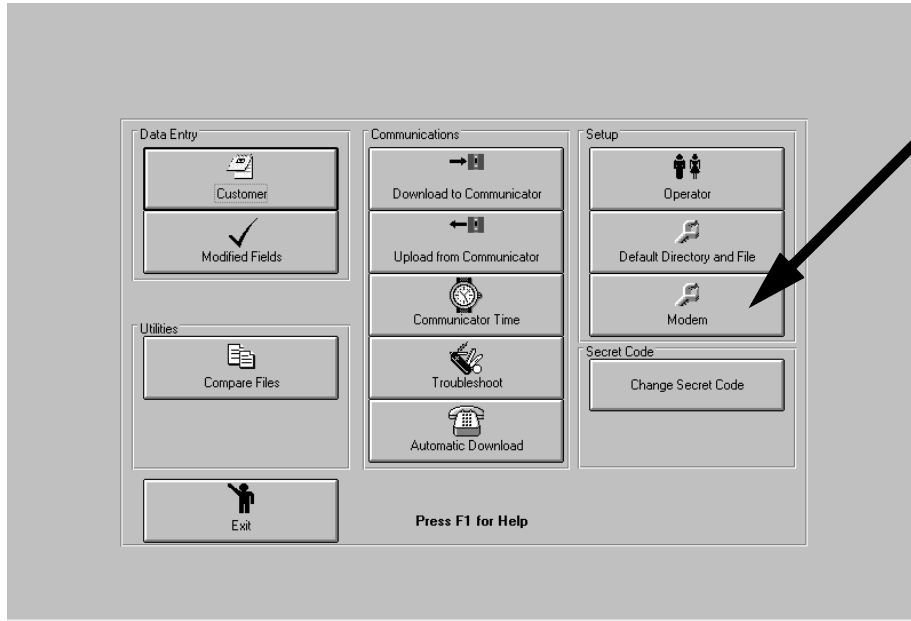 Data Entry
Customer
Modified Fields
Utilities
Compare Files
Exit
Communications
Download to Communicator
Upload from Communicator
Communicator Time
Troubleshoot
Automatic Download
Press F1 for Help
Setup
Operator
Default Directory and File
Modem
Secret Code
Change Secret Code